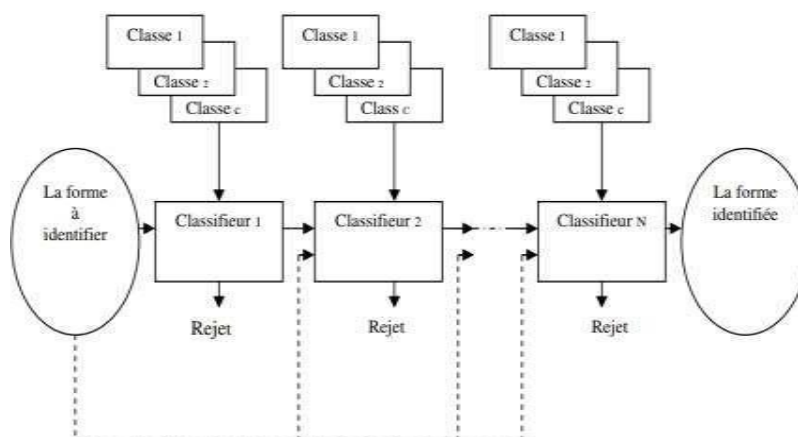 Classe 1
Classe 2
Classe c
Classe 1
Classe 2
Class C
Classe 1
Classe 2
Classe c
La forme
à
identifier
Classifieur 1
Classifieur 2
Classifieur N
La forme
identifiée
Rejet
Rejet
Rejet